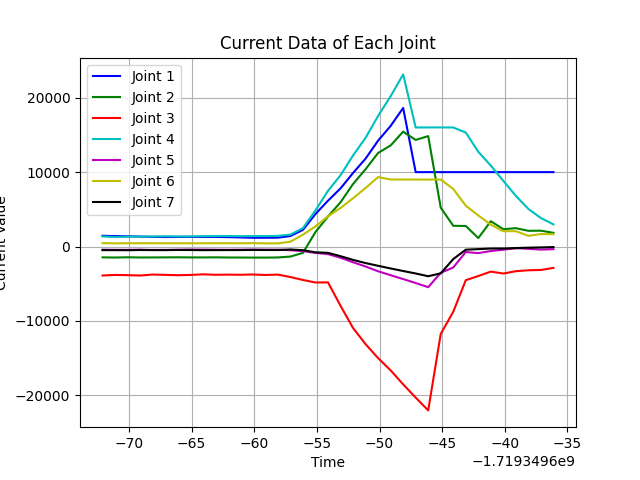 Current Data of Each Joint
Joint 1
Joint 2
Joint 3
Joint 4
Joint 5
Joint 6
Joint 7
20000
10000
0
−10000
−20000
Current Value
−70
−65
−60
−55
−50
−45
−40
−35
Time
−1.7193496e9